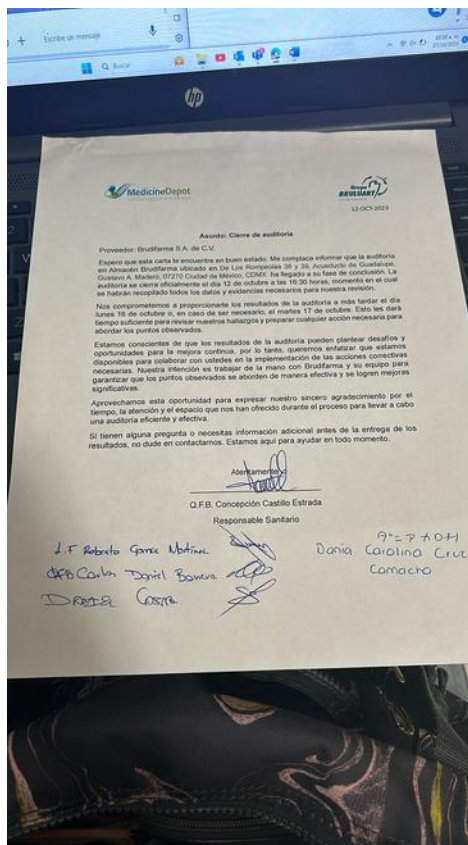 Escribe un mensaje
Buscar
hp
MedicineDepot
Grupo
BRULUART
12-OCT-2023
Asunto: Cierre de auditoria
Proveedor: Brudifarma S.A. de C.V.
Espero que esta carta te encuentre en buen estado. Me complace informar que la auditoria
en Almacén Brudifarma ubicado en De Los Rompeolas 36 y 39, Acueducto de Guadalupe,
Gustavo A. Madero, 07270 Ciudad de México, CDMX. ha llegado a su fase de conclusión. La
auditoria se cierra oficialmente el día 12 de octubre a las 16:30 horas, momento en el cual
se habrán recopilado todos los datos y evidencias necesarios para nuestra revisión.
Nos comprometemos a proporcionarte los resultados de la auditoria a más tardar el día
lunes 16 de octubre o, en caso de ser necesario, el martes 17 de octubre. Esto les dará
tiempo suficiente para revisar nuestros hallazgos y preparar cualquier acción necesaria para
abordar los puntos observados.
Estamos conscientes de que los resultados de la auditoria pueden plantear desafíos y
oportunidades para la mejora continua, por lo tanto, queremos enfatizar que estamos
disponibles para colaborar con ustedes en la implementación de las acciones correctivas
necesarias. Nuestra intención es trabajar de la mano con Brudifarma y su equipo para
garantizar que los puntos observados se aborden de manera efectiva y se logren mejoras
significativas.
Aprovechamos esta oportunidad para expresar nuestro sincero agradecimiento por el
tiempo, la atención y el espacio que nos han ofrecido durante el proceso para llevar a cabo
una auditoria eficiente y efectiva.
Si tienen alguna pregunta o necesitas información adicional antes de la entrega de los
resultados, no dude en contactarnos. Estamos aquí para ayudar en todo momento.
Atentamente
Q.F.B. Concepción Castillo Estrada
Responsable Sanitario
Roberto Gomez Martinez
QFB Carlos Daniel
Dania Carolina Cruz
Camacho